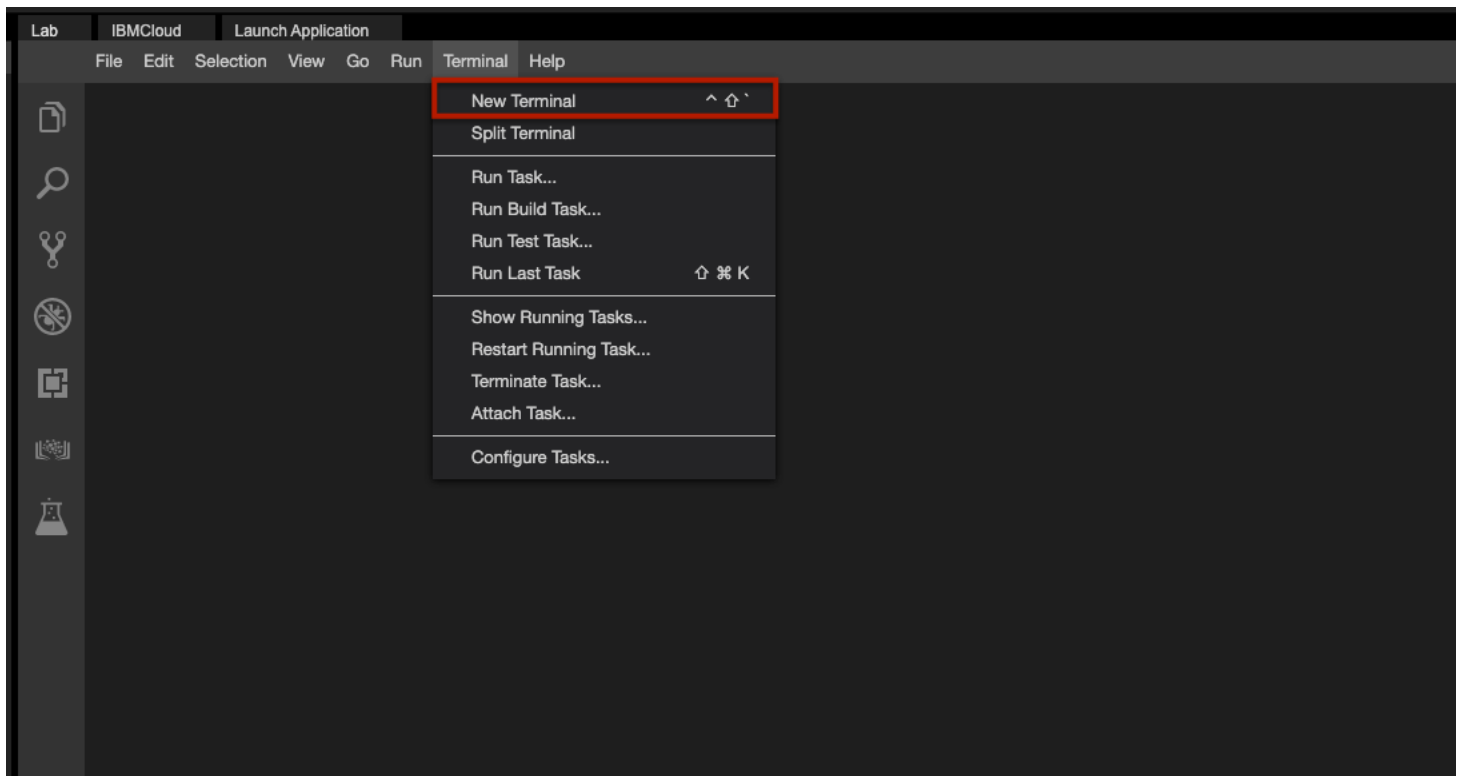 Lab IBMCloud Launch Application
File Edit Selection View Go Run Terminal Help
New Terminal ^ ⇧ `
Split Terminal
Run Task...
Run Build Task...
Run Test Task...
Run Last Task ⇧ ⌘ K
Show Running Tasks...
Restart Running Task...
Terminate Task...
Attach Task...
Configure Tasks...